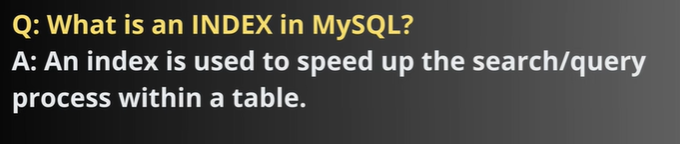 Q: What is an INDEX in MySQL?
A: An index is used to speed up the search/query
process within a table.